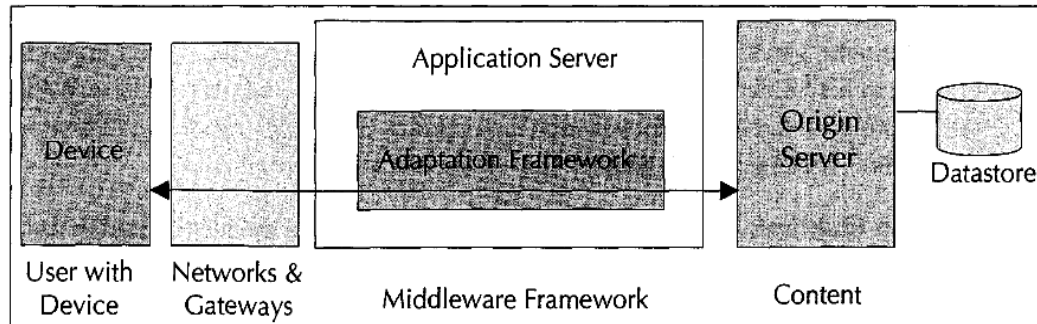 Application Server
Device
Adaptation Framework
Origin
Server
Datastore
User with
Device
Networks &
Gateways
Middleware Framework
Content